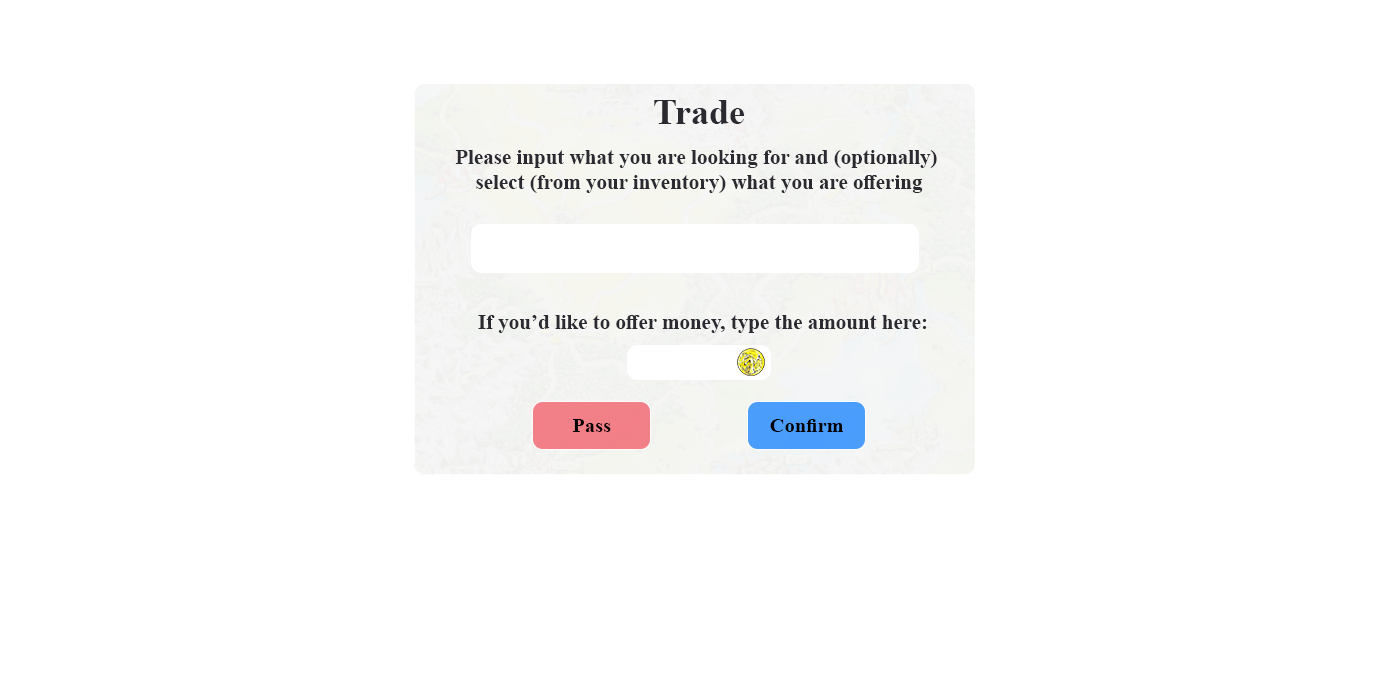 Trade
Please input what you are looking for and (optionally)
select (from your inventory) what you are offering
If you’d like to offer money, type the amount here:
Pass
Confirm